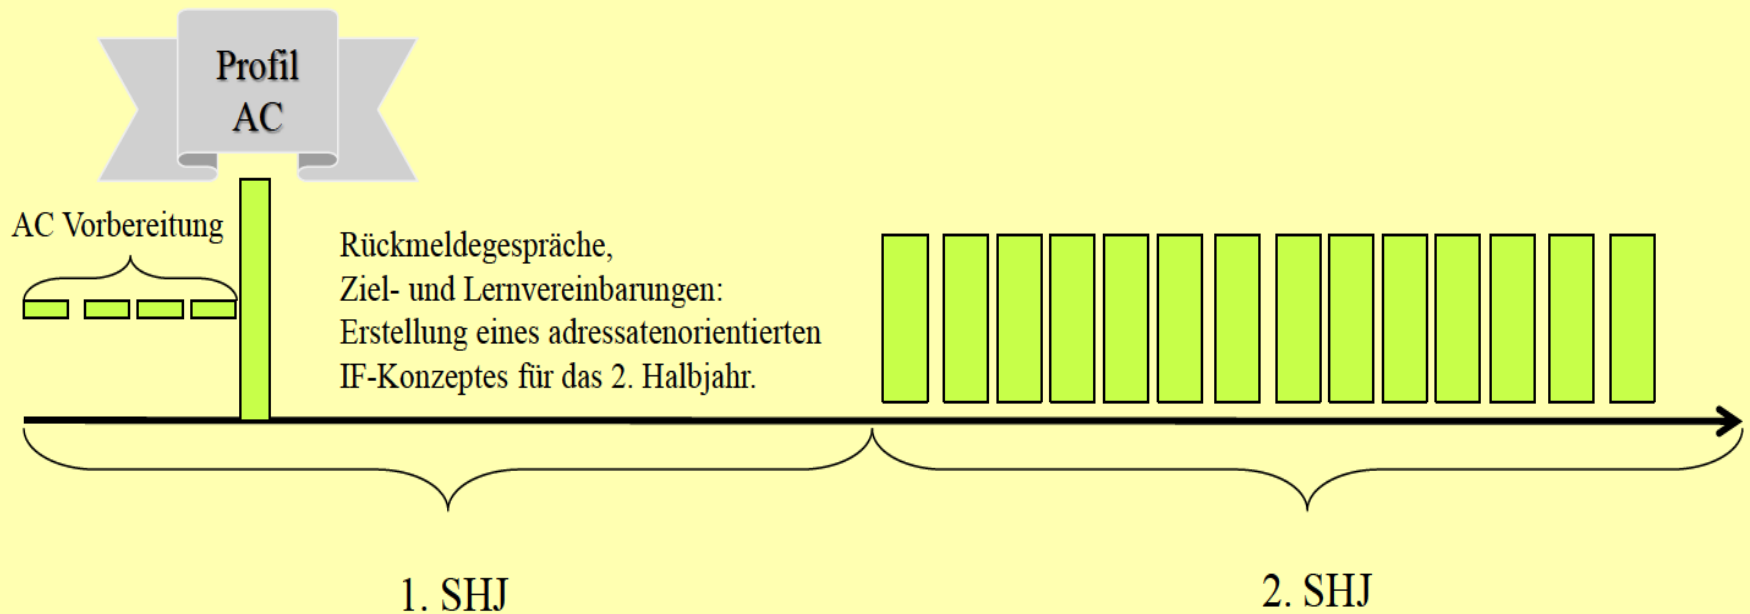 Profil
AC
AC Vorbereitung
Rückmeldegespräche,
Ziel- und Lernvereinbarungen:
Erstellung eines adressatenorientierten
IF-Konzeptes für das 2. Halbjahr.
1. SHJ
2. SHJ